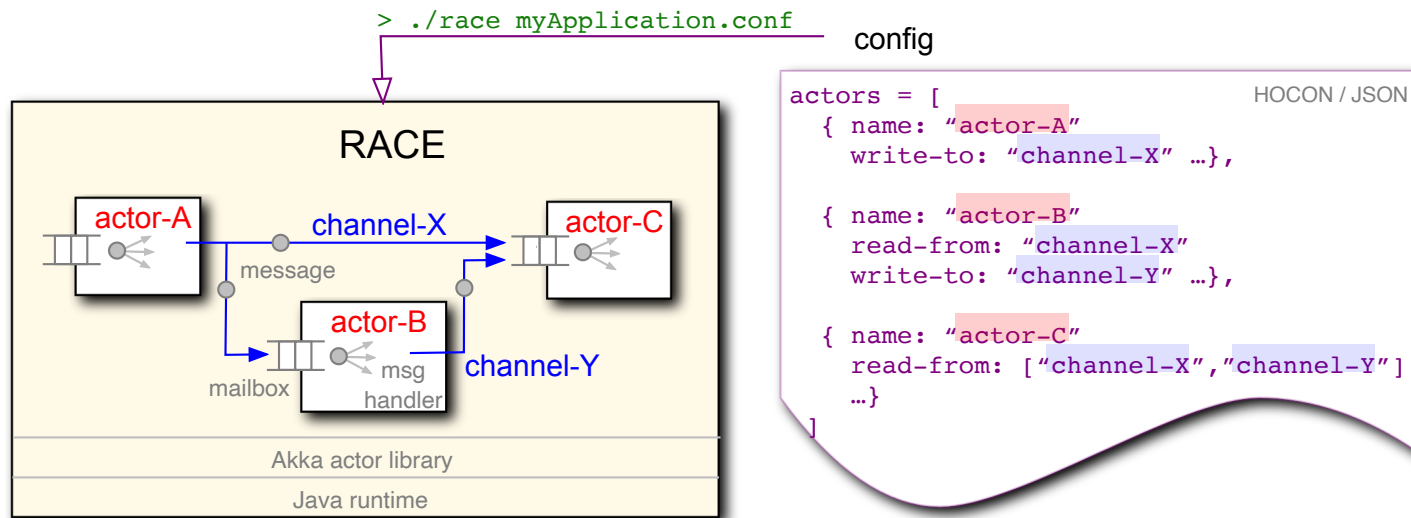 > ./race myApplication.conf
config
RACE
actor-A
channel-X
actor-C
message
actor-B
msg
handler
channel-Y
mailbox
Akka actor library
Java runtime
HOCON / JSON
actors = [
{ name: “actor-A”
write-to: “channel-X” …},
{ name: “actor-B”
read-from: “channel-X”
write-to: “channel-Y” …},
{ name: “actor-C”
read-from: [“channel-X”,”channel-Y”]
…}
]